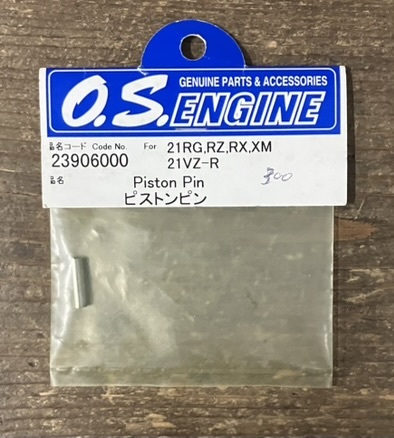 GENUINE PARTS & ACCESSORIES
O.S.ENGINE
品名コード Code No. For 21RG,RZ,RX,XM
23906000 21VZ-R
品名 Piston Pin 300
ピストンピン